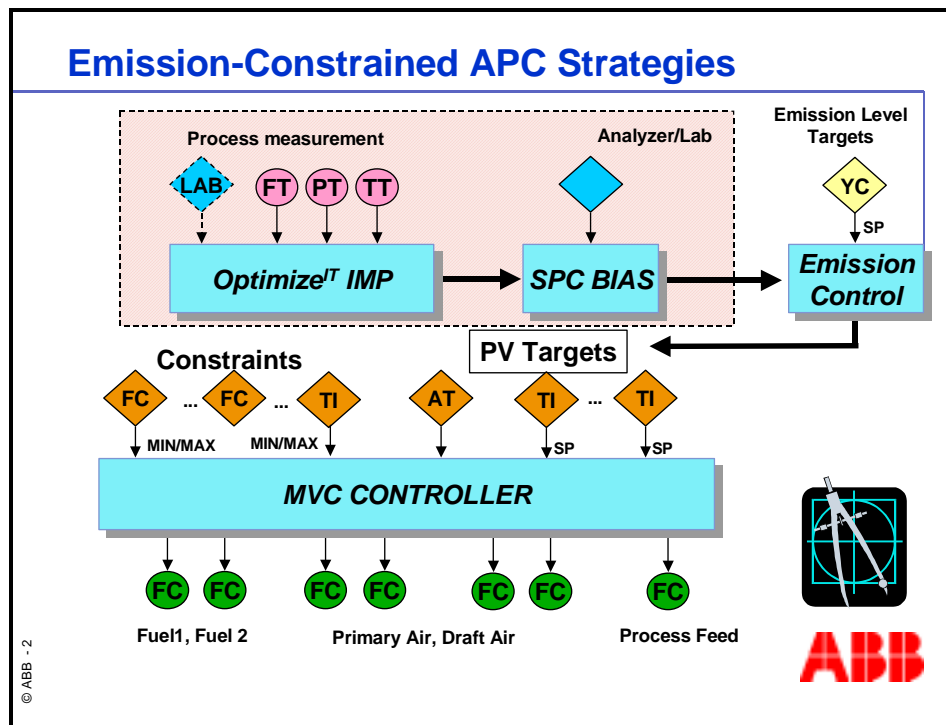 Emission-Constrained APC Strategies
Process measurement
Analyzer/Lab
Emission Level
Targets
LAB
FT
PT
TT
YC
SP
Optimize^IT IMP
SPC BIAS
Emission
Control
Constraints
PV Targets
FC
...
FC
...
TI
AT
TI
...
TI
MIN/MAX
MIN/MAX
SP
SP
MVC CONTROLLER
FC
FC
FC
FC
FC
FC
FC
Fuel1, Fuel 2
Primary Air, Draft Air
Process Feed
ABB
© ABB - 2